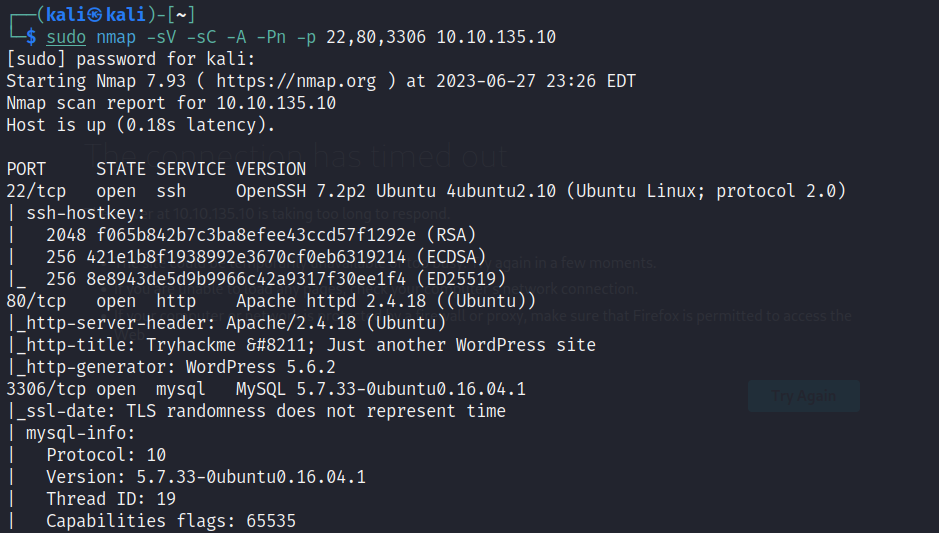 (kali㉿kali)-[~]
$ sudo nmap -sV -sC -A -Pn -p 22,80,3306 10.10.135.10
[sudo] password for kali:
Starting Nmap 7.93 ( https://nmap.org ) at 2023-06-27 23:26 EDT
Nmap scan report for 10.10.135.10
Host is up (0.18s latency).
The connection has timed out
PORT     STATE SERVICE VERSION
22/tcp   open  ssh     OpenSSH 7.2p2 Ubuntu 4ubuntu2.10 (Ubuntu Linux; protocol 2.0)
at 10.10.135.10 is taking too long to respond.
| ssh-hostkey:
|   2048 f065b842b7c3ba8efee43ccd57f1292e (RSA)
|   256 421e1b8f1938992e3670cf0eb6319214 (ECDSA)
again in a few moments.
|_  256 8e8943de5d9b9966c42a9317f30ee1f4 (ED25519)
network connection.
80/tcp   open  http    Apache httpd 2.4.18 ((Ubuntu))
or proxy, make sure that Firefox is permitted to access the
|_http-server-header: Apache/2.4.18 (Ubuntu)
|_http-title: Tryhackme &#8211; Just another WordPress site
|_http-generator: WordPress 5.6.2
3306/tcp open  mysql   MySQL 5.7.33-0ubuntu0.16.04.1
Try Again
|_ssl-date: TLS randomness does not represent time
| mysql-info:
|   Protocol: 10
|   Version: 5.7.33-0ubuntu0.16.04.1
|   Thread ID: 19
|   Capabilities flags: 65535